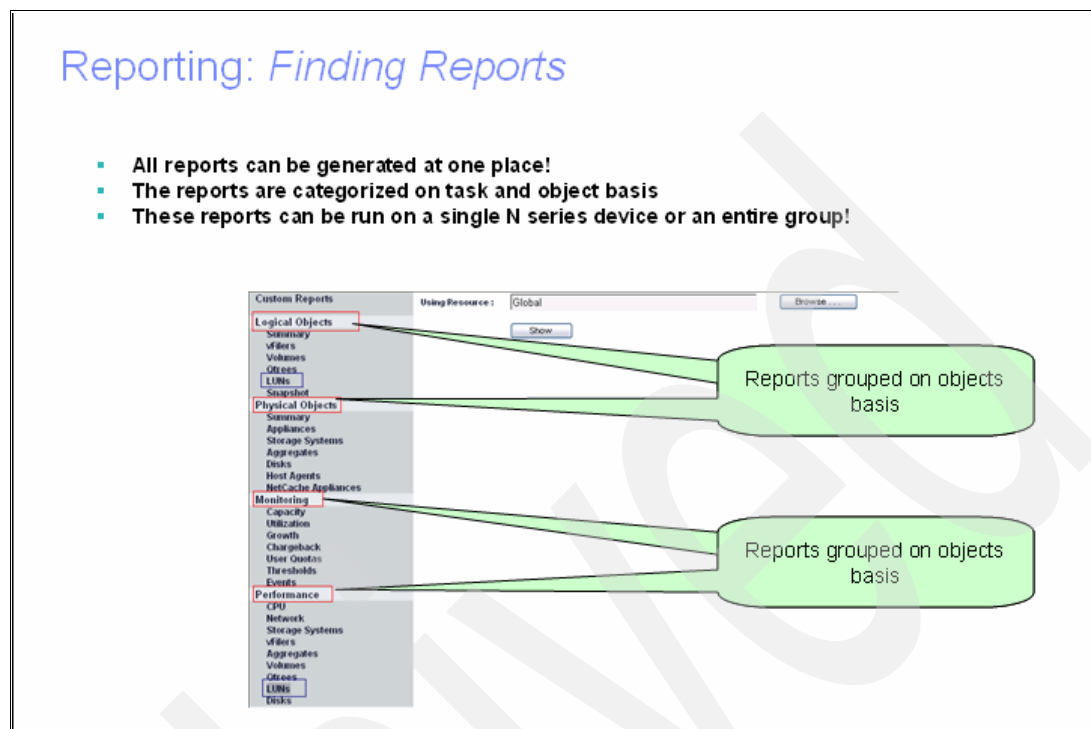 Reporting: Finding Reports
All reports can be generated at one place!
The reports are categorized on task and object basis
These reports can be run on a single N series device or an entire group!
Custom Reports
Using Resource :
Global
Browse ...
Show
Logical Objects
Summary
vFilers
Volumes
Qtrees
LUNs
Snapshot
Physical Objects
Summary
Appliances
Storage Systems
Aggregates
Disks
Host Agents
NetCache Appliances
Monitoring
Capacity
Utilization
Growth
Chargeback
User Quotas
Thresholds
Events
Performance
CPU
Network
Storage Systems
vFilers
Aggregates
Volumes
Qtrees
LUNs
Disks
Reports grouped on objects
basis
Reports grouped on objects
basis